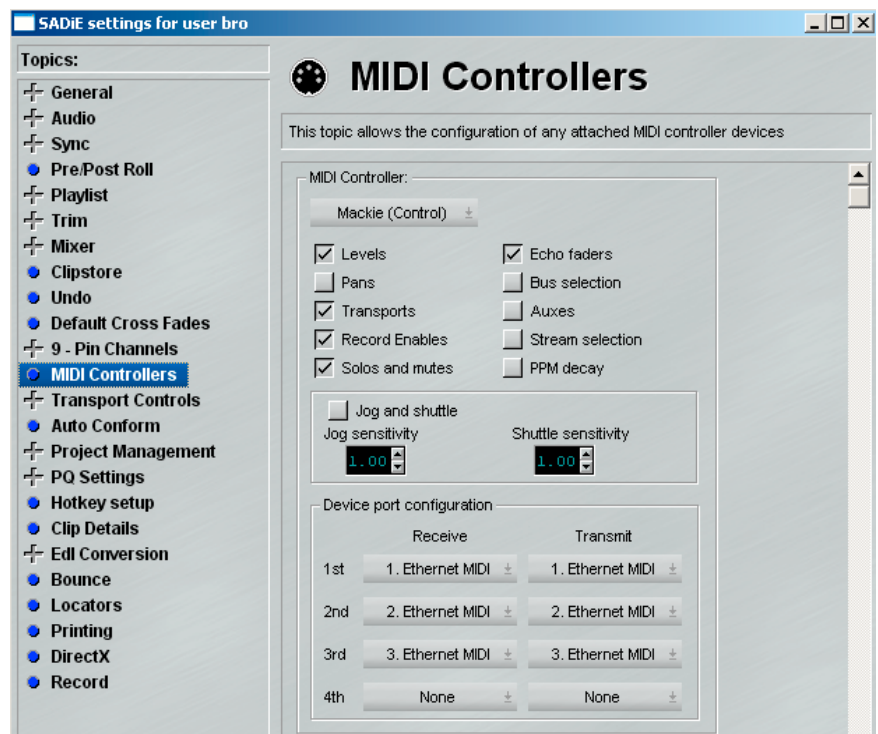 SADiE settings for user bro
Topics:
General
Audio
Sync
Pre/Post Roll
Playlist
Trim
Mixer
Clipstore
Undo
Default Cross Fades
9 - Pin Channels
MIDI Controllers
Transport Controls
Auto Conform
Project Management
PQ Settings
Hotkey setup
Clip Details
Edl Conversion
Bounce
Locators
Printing
DirectX
Record
MIDI Controllers
This topic allows the configuration of any attached MIDI controller devices
MIDI Controller:
Mackie (Control)
Levels Echo faders
Pans Bus selection
Transports Auxes
Record Enables Stream selection
Solos and mutes PPM decay
Jog and shuttle
Jog sensitivity Shuttle sensitivity
1.00 1.00
Device port configuration
Receive Transmit
1st 1. Ethernet MIDI 1. Ethernet MIDI
2nd 2. Ethernet MIDI 2. Ethernet MIDI
3rd 3. Ethernet MIDI 3. Ethernet MIDI
4th None None